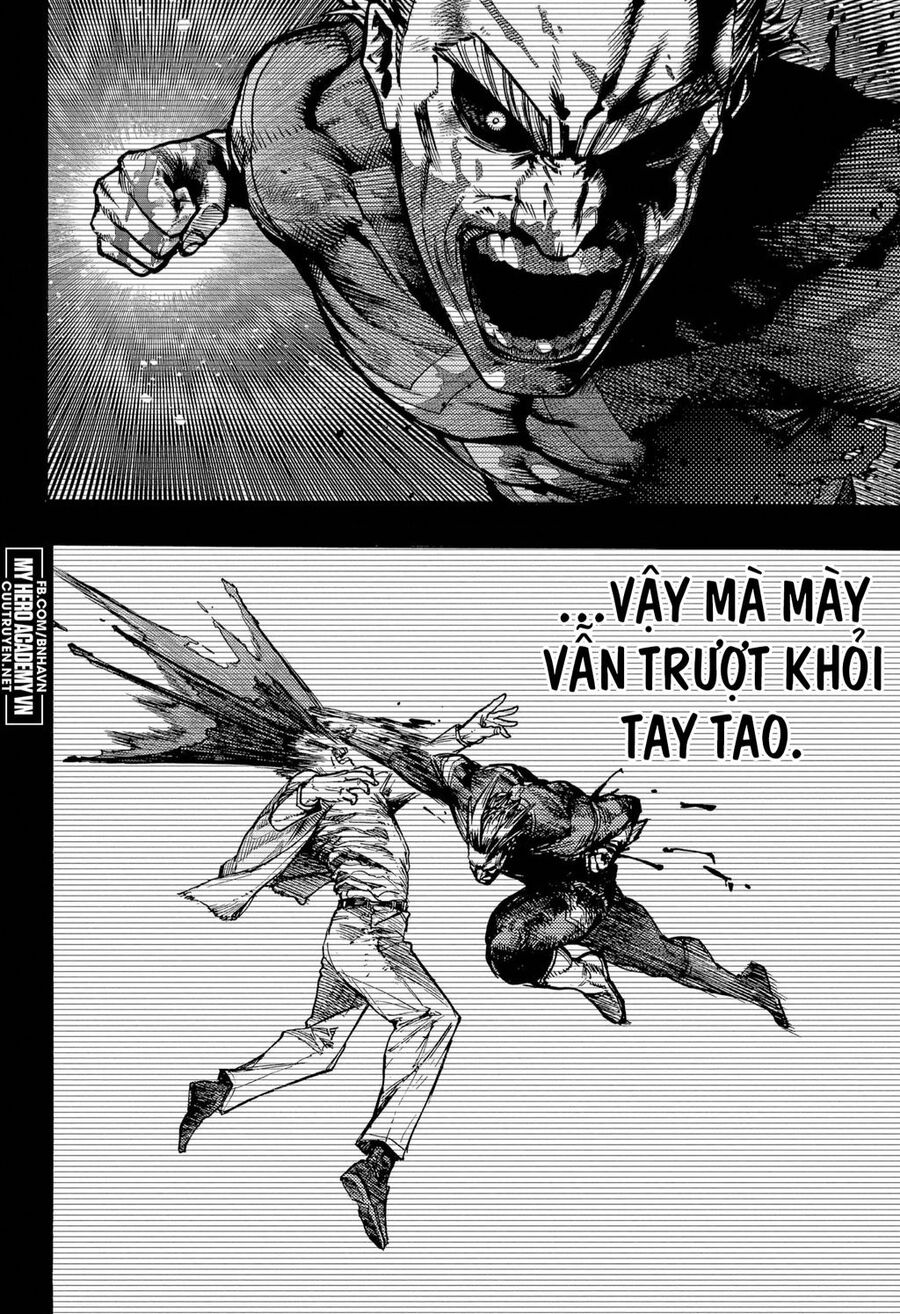 ...VẬY MÀ MÀY
VẪN TRƯỢT KHỎI
TAY TAO.
FB.COM/BNHAVN
MY HERO ACADEMY VN
CUUTRUYEN.NET